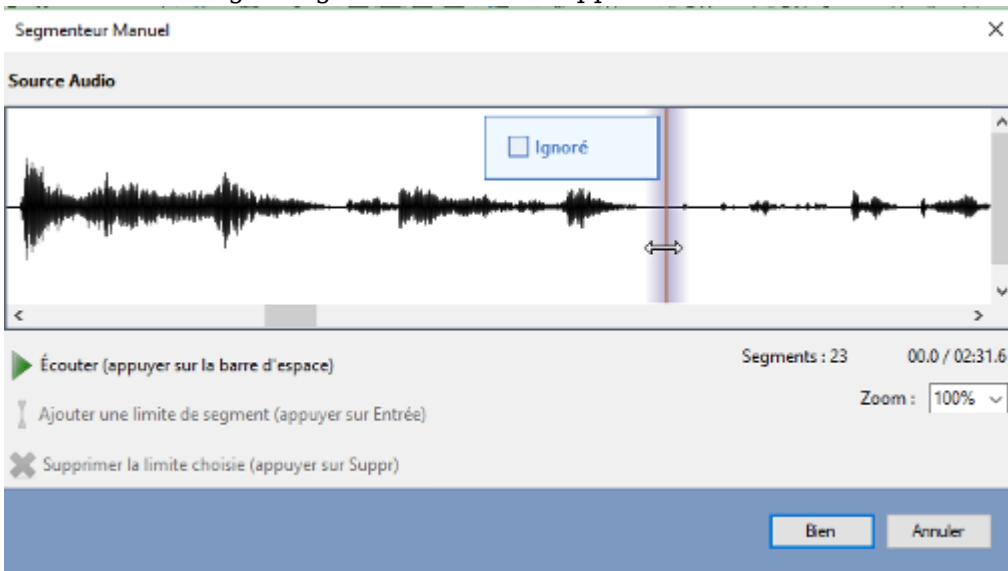 Segmenteur Manuel
Source Audio
Ignoré
Écouter (appuyer sur la barre d'espace)
Segments : 23
00.0 / 02:31.6
Ajouter une limite de segment (appuyer sur Entrée)
Zoom : 100%
Supprimer la limite choisie (appuyer sur Suppr)
Bien
Annuler